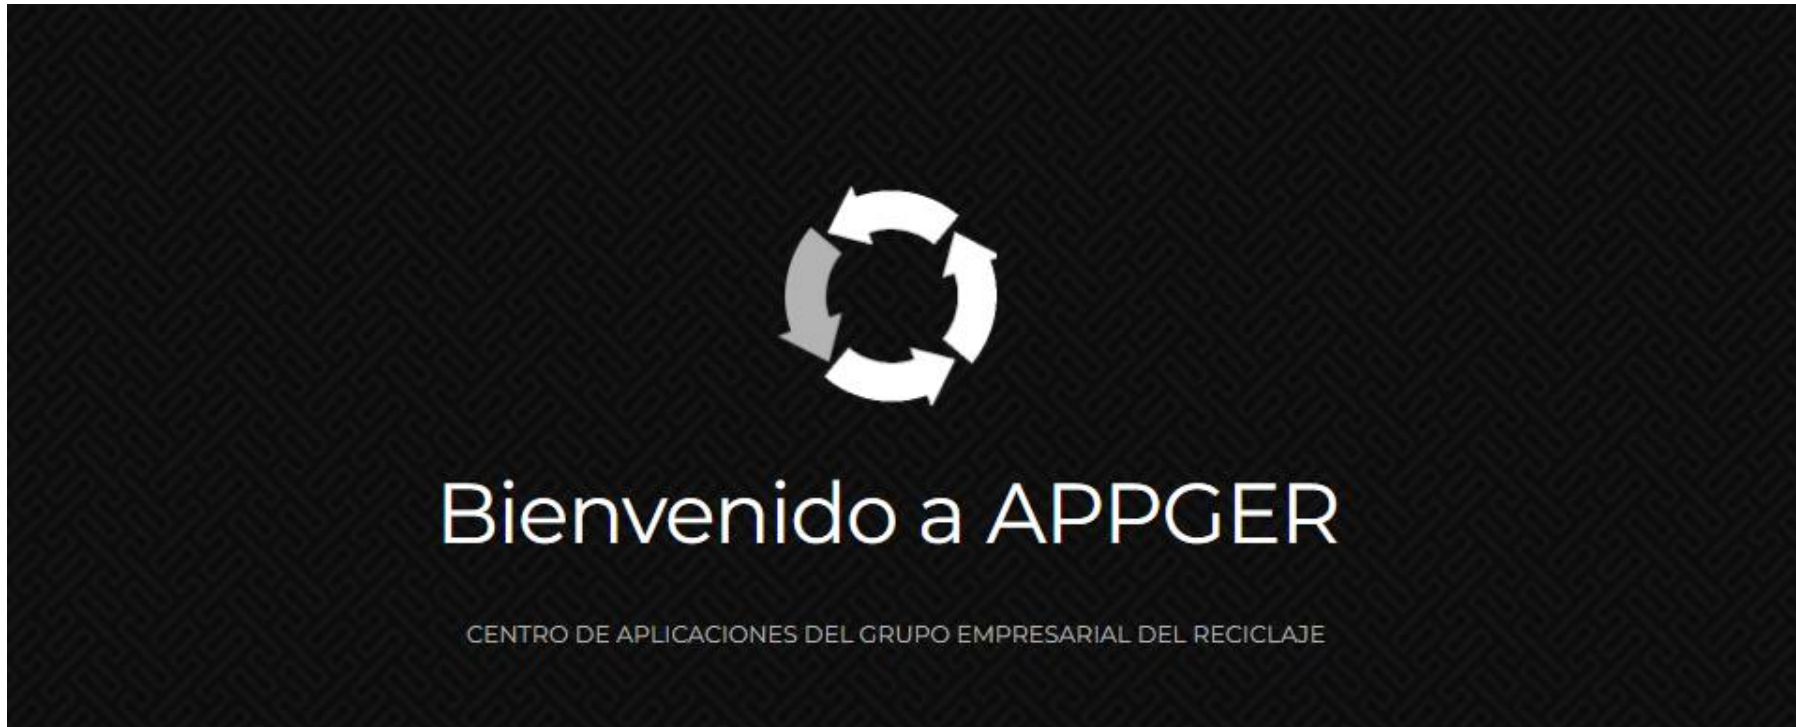 Bienvenido a APPGER
CENTRO DE APLICACIONES DEL GRUPO EMPRESARIAL DEL RECICLAJE